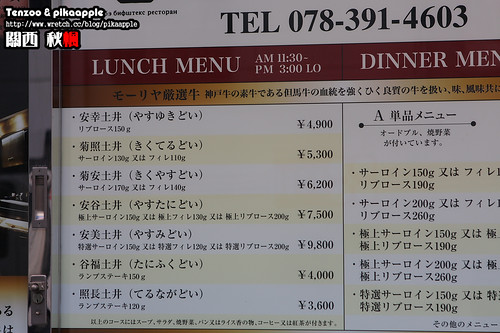 Tenzoo & pikaapple
http://www.wretch.cc/blog/pikaapple
關西 秋楓
бифштекс ресторан
TEL 078-391-4603
LUNCH MENU AM 11:30- PM 3:00 LO
DINNER MEN
モーリヤ厳選牛 神戸牛の素牛である但馬牛の血統を強くひく良質の牛を扱い、味、風味共に
・安幸土井（やすゆきどい）
リブロース150g ¥4,900
・菊照土井（きくてるどい）
サーロイン130g 又は フィレ110g ¥5,300
・菊安土井（きくやすどい）
サーロイン170g 又は フィレ140g ¥6,200
・安谷土井（やすたにどい）
極上サーロイン150g 又は 極上フィレ130g 又は 極上リブロース200g ¥7,500
・安美土井（やすみどい）
特選サーロイン150g 又は 特選フィレ120g 又は 特選リブロース200g ¥9,800
・谷福土井（たにふくどい）
ランプステーキ150g ¥4,000
・照長土井（てるながどい）
ランプステーキ120g ¥3,600
以上のコースにはスープ、サラダ、焼野菜、パン又はライス香の物、コーヒー又は紅茶が付きます。
A 単品メニュー
オードブル、焼野菜
が付いています。
・サーロイン150g 又は フィレ1
リブロース190g
・サーロイン200g 又は フィレ1
リブロース260g
・極上サーロイン150g 又は 極
極上リブロース190g
・極上サーロイン200g 又は 極
極上リブロース260g
・特選サーロイン150g 又は 特
特選リブロース190g
その他のメニュー